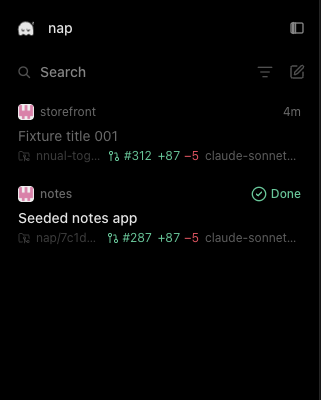 nap
Search
storefront 4m
Fixture title 001
nnual-tog... #312 +87 −5 claude-sonnet...
notes Done
Seeded notes app
nap/7c1d... #287 +87 −5 claude-sonnet...